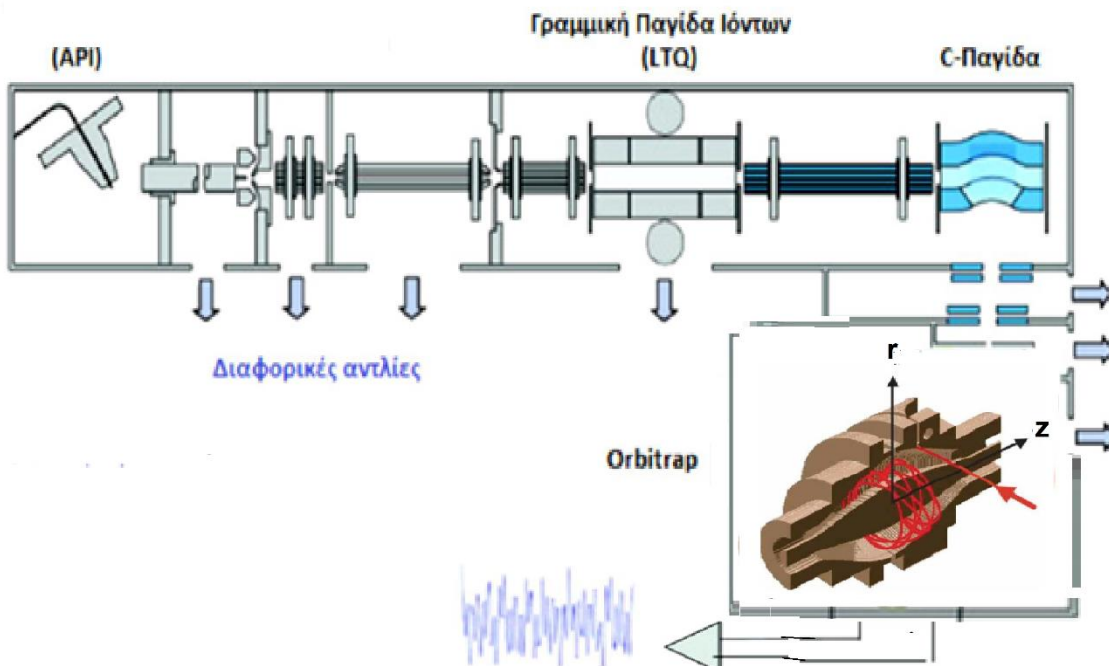 Γραμμική Παγίδα Ιόντων
(API)
(LTQ)
C-Παγίδα
Διαφορικές αντλίες
r
z
Orbitrap